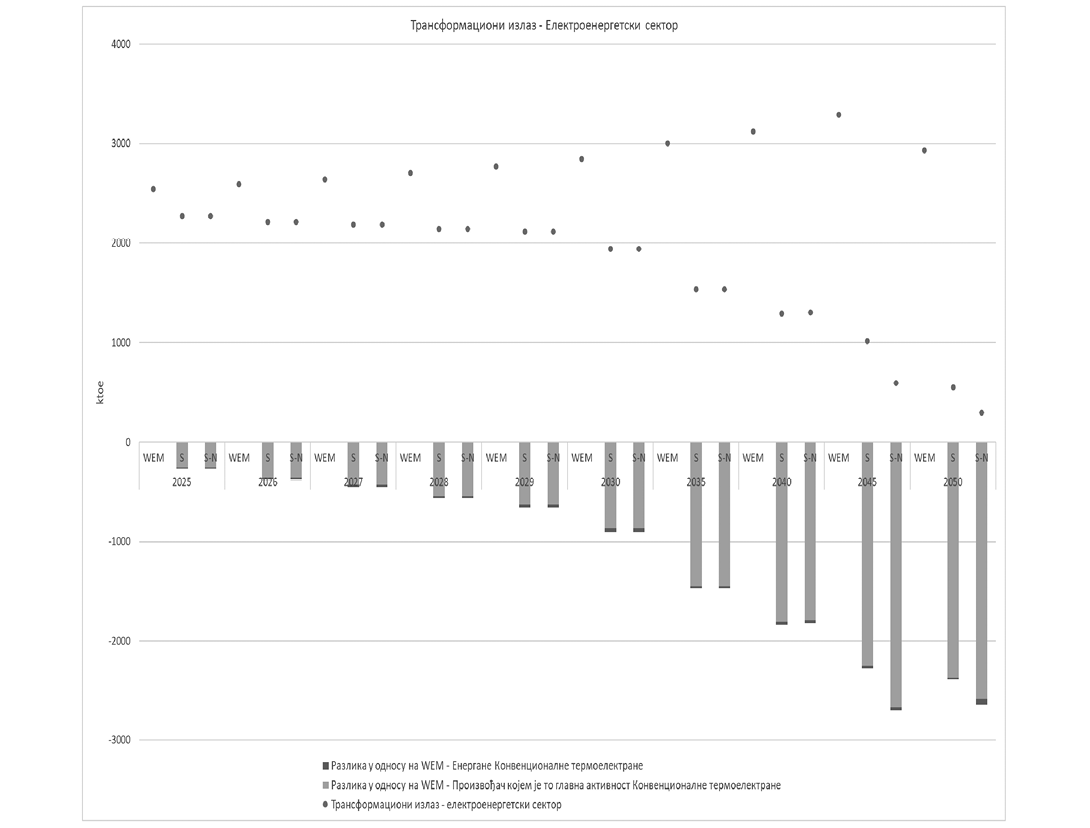 Трансформациони излаз - Електроенергетски сектор
4000
3000
2000
1000
ktoe
0
WEM S S-N WEM S S-N WEM S S-N WEM S S-N WEM S S-N WEM S S-N WEM S S-N WEM S S-N WEM S S-N WEM S S-N
2025 2026 2027 2028 2029 2030 2035 2040 2045 2050
-1000
-2000
-3000
Разлика у односу на WEM - Енергане Конвенционалне термоелектране
Разлика у односу на WEM - Произвођач којем је то главна активност Конвенционалне термоелектране
Трансформациони излаз - електроенергетски сектор